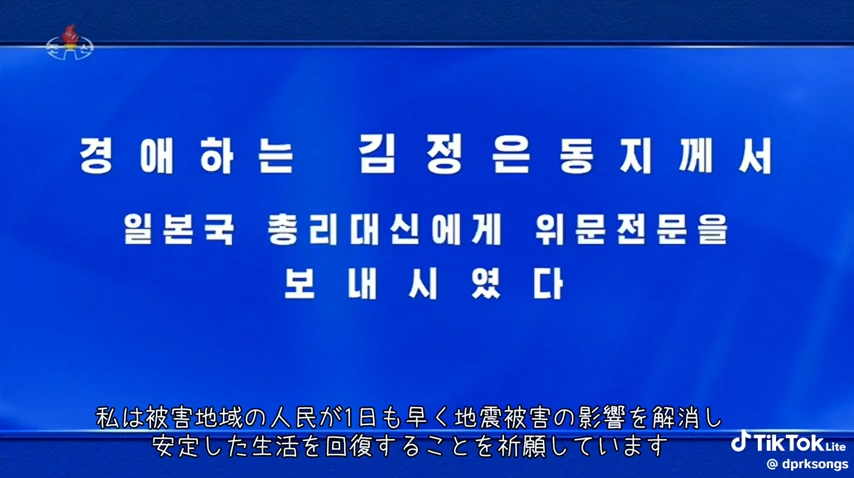 조선
경애하는 김정은동지께서
일본국 총리대신에게 위문전문을
보내시였다
私は被害地域の人民が1日も早く地震被害の影響を解消し
安定した生活を回復することを祈願しています
TikTok Lite
@ dprksongs